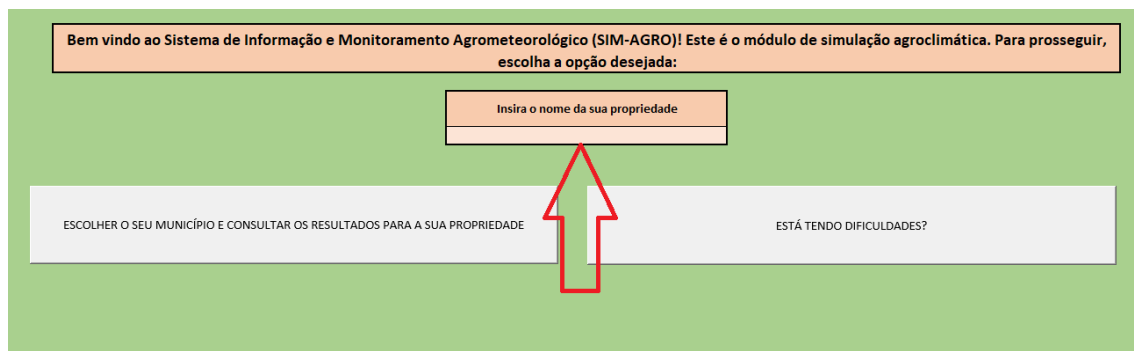 Bem vindo ao Sistema de Informação e Monitoramento Agrometeorológico (SIM-AGRO)! Este é o módulo de simulação agroclimática. Para prosseguir,
escolha a opção desejada:
Insira o nome da sua propriedade
ESCOLHER O SEU MUNICÍPIO E CONSULTAR OS RESULTADOS PARA A SUA PROPRIEDADE
ESTÁ TENDO DIFICULDADES?